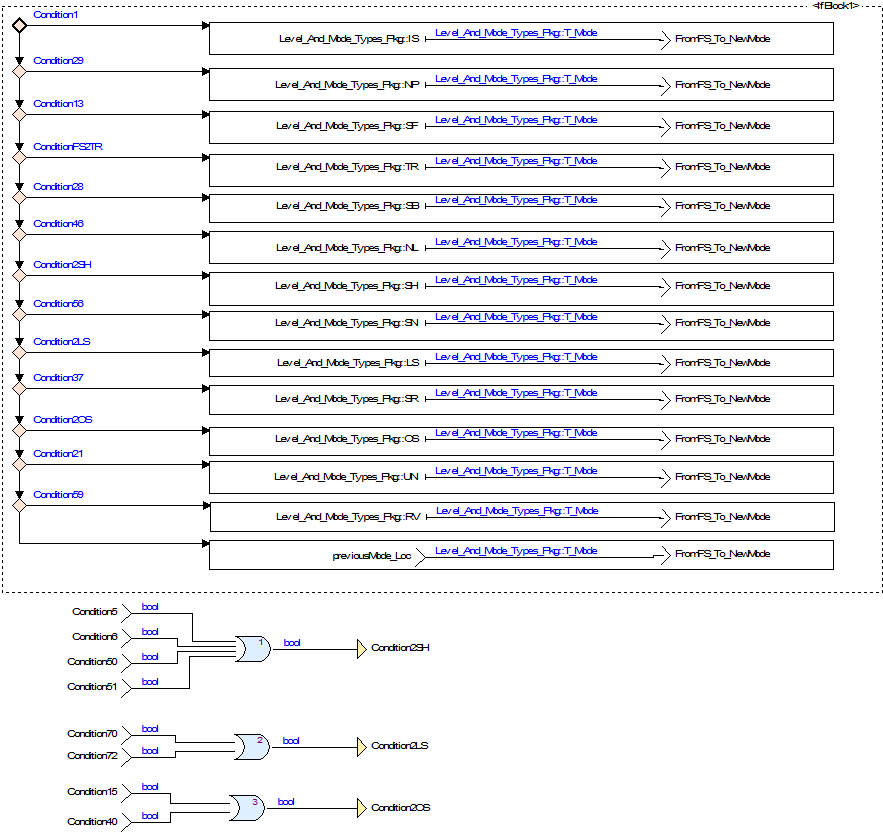 <IfBlock1>
Condition1
Level_And_Mode_Types_Pkg::IS Level_And_Mode_Types_Pkg::T_Mode FromFS_To_NewMode
Condition29
Level_And_Mode_Types_Pkg::NP Level_And_Mode_Types_Pkg::T_Mode FromFS_To_NewMode
Condition13
Level_And_Mode_Types_Pkg::SF Level_And_Mode_Types_Pkg::T_Mode FromFS_To_NewMode
ConditionFS2TR
Level_And_Mode_Types_Pkg::TR Level_And_Mode_Types_Pkg::T_Mode FromFS_To_NewMode
Condition28
Level_And_Mode_Types_Pkg::SB Level_And_Mode_Types_Pkg::T_Mode FromFS_To_NewMode
Condition46
Level_And_Mode_Types_Pkg::NL Level_And_Mode_Types_Pkg::T_Mode FromFS_To_NewMode
Condition2SH
Level_And_Mode_Types_Pkg::SH Level_And_Mode_Types_Pkg::T_Mode FromFS_To_NewMode
Condition56
Level_And_Mode_Types_Pkg::SN Level_And_Mode_Types_Pkg::T_Mode FromFS_To_NewMode
Condition2LS
Level_And_Mode_Types_Pkg::LS Level_And_Mode_Types_Pkg::T_Mode FromFS_To_NewMode
Condition37
Level_And_Mode_Types_Pkg::SR Level_And_Mode_Types_Pkg::T_Mode FromFS_To_NewMode
Condition2OS
Level_And_Mode_Types_Pkg::OS Level_And_Mode_Types_Pkg::T_Mode FromFS_To_NewMode
Condition21
Level_And_Mode_Types_Pkg::UN Level_And_Mode_Types_Pkg::T_Mode FromFS_To_NewMode
Condition59
Level_And_Mode_Types_Pkg::RV Level_And_Mode_Types_Pkg::T_Mode FromFS_To_NewMode
previousMode_Loc Level_And_Mode_Types_Pkg::T_Mode FromFS_To_NewMode
Condition5 bool
Condition6 bool
Condition50 bool
Condition51 bool
1 bool Condition2SH
Condition70 bool
Condition72 bool
2 bool Condition2LS
Condition15 bool
Condition40 bool
3 bool Condition2OS